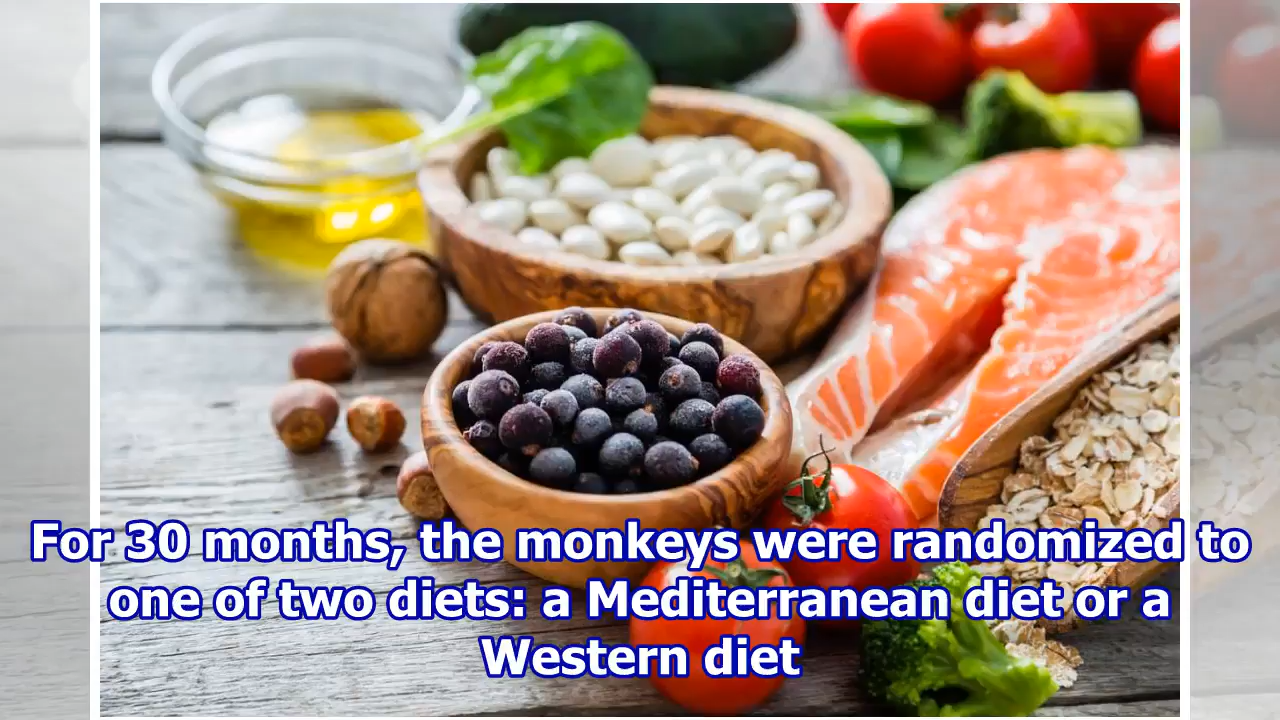 For 30 months, the monkeys were randomized to
one of two diets: a Mediterranean diet or a
Western diet